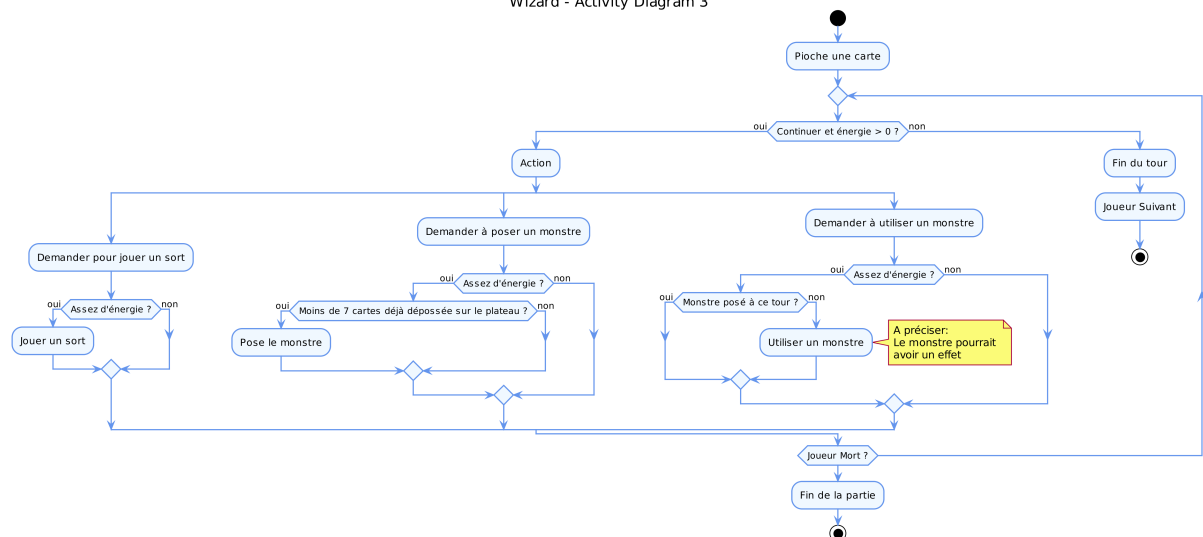 Wizard - Activity Diagram 3
Pioche une carte
Continuer et énergie > 0 ?
oui
non
Action
Fin du tour
Joueur Suivant
Demander pour jouer un sort
Assez d'énergie ?
oui
non
Jouer un sort
Demander à poser un monstre
Assez d'énergie ?
oui
non
Moins de 7 cartes déjà dépossée sur le plateau ?
oui
non
Pose le monstre
Demander à utiliser un monstre
Assez d'énergie ?
oui
non
Monstre posé à ce tour ?
oui
non
Utiliser un monstre
A préciser:
Le monstre pourrait
avoir un effet
Joueur Mort ?
Fin de la partie